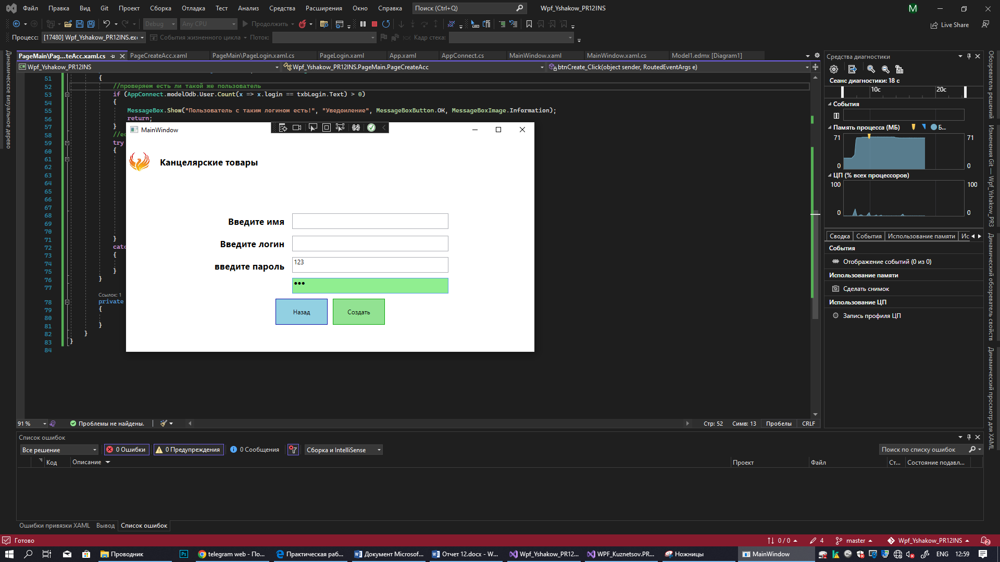 Файл Правка Вид Git Проект Сборка Отладка Тест Анализ Средства Расширения Окно Справка Поиск (Ctrl+Q) Wpf_Yshakow_PR12INS M
Debug Any CPU Продолжить Live Share
Процесс: [17480] Wpf_Yshakow_PR12INS.exe События жизненного цикла Поток: Кадр стека:
PageMain\Pag...teAcc.xaml.cs PageCreateAcc.xaml PageMain\PageLogin.xaml.cs PageLogin.xaml App.xaml AppConnect.cs MainWindow.xaml MainWindow.xaml.cs Model1.edmx [Diagram1]
Wpf_Yshakow_PR12INS Wpf_Yshakow_PR12INS.PageMain.PageCreateAcc btnCreate_Click(object sender, RoutedEventArgs e)
51 {
52 //проверяем есть ли такой же пользователь
53 if (AppConnect.modelOdb.User.Count(x => x.login == txbLogin.Text) > 0)
54 {
55 MessageBox.Show("Пользователь с таким логином есть!", "Уведоиление", MessageBoxButton.OK, MessageBoxImage.Information);
56 return;
57 }
58 //ес
59 try
60 {
61
62
63
64
65
66
67
68
69
70
71 }
72 catc
73 {
74
75 }
76 }
77
Ссылок: 1
78 private
79 {
80
81 }
82 }
83 }
84
MainWindow
Канцелярские товары
Введите имя
Введите логин
введите пароль 123
●●●
Назад Создать
91 % Проблемы не найдены. Стр: 52 Симв: 13 Пробелы CRLF
Средства диагностики
Сеанс диагностики: 18 с
10с 20с
События
Память процесса (МБ) Б...
71 71
0 0
ЦП (% всех процессоров)
100 100
0 0
Сводка События Использование памяти Ис
События
Отображение событий (0 из 0)
Использование памяти
Сделать снимок
Использование ЦП
Запись профиля ЦП
Динамическое визуальное дерево
Обозреватель решений
Изменения Git — Wpf_Yshakow_PR3
Динамический обозреватель свойств
Динамический просмотр для XAML
Список ошибок
Все решение 0 Ошибки 0 Предупреждения 0 Сообщения Сборка и IntelliSense Поиск по списку ошибок
Код Описание Проект Файл Ст... Состояние подавл...
Ошибки привязки XAML Вывод Список ошибок
Готово 0 / 0 4 master Wpf_Yshakow_PR12INS 2
Проводник Ps telegram web - По... Практическая раб... Документ Microsof... Отчет 12.docx - W... Wpf_Yshakow_PR12... WPF_Kuznetsov.PR... Ножницы MainWindow ENG 12:59 2